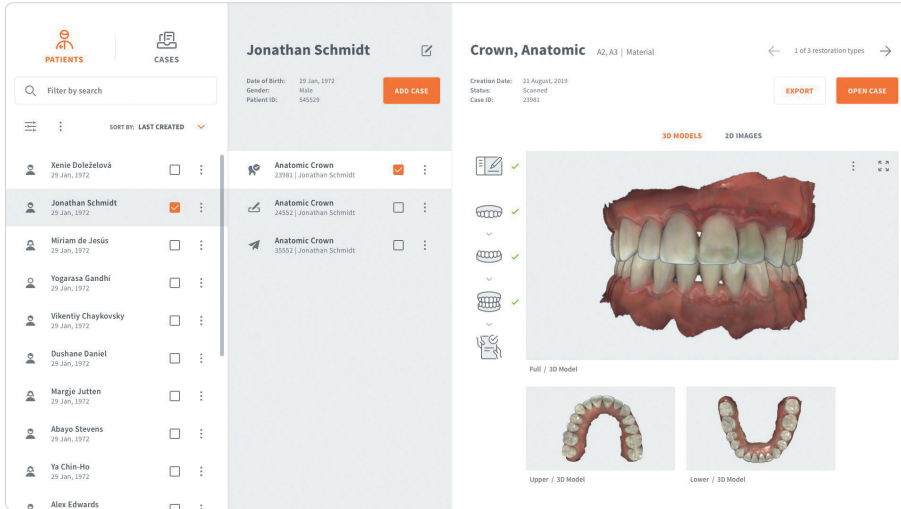 PATIENTS
CASES
Filter by search
SORT BY: LAST CREATED
Xenie Doleželová
29 Jan, 1972
Jonathan Schmidt
29 Jan, 1972
Miriam de Jesús
29 Jan, 1972
Yogarasa Gandhi
29 Jan, 1972
Vikentiy Chaykovsky
29 Jan, 1972
Dushane Daniel
29 Jan, 1972
Margje Jutten
29 Jan, 1972
Abayo Stevens
29 Jan, 1972
Ya Chin-Ho
29 Jan, 1972
Alex Edwards
Jonathan Schmidt
Date of Birth: 29 Jan, 1972
Gender: Male
Patient ID: 545529
ADD CASE
Anatomic Crown
23981 | Jonathan Schmidt
Anatomic Crown
24552 | Jonathan Schmidt
Anatomic Crown
35552 | Jonathan Schmidt
Crown, Anatomic A2, A3 | Material
1 of 3 restoration types
Creation Date: 21 August, 2019
Status: Scanned
Case ID: 23981
EXPORT
OPEN CASE
3D MODELS
2D IMAGES
Full / 3D Model
Upper / 3D Model
Lower / 3D Model